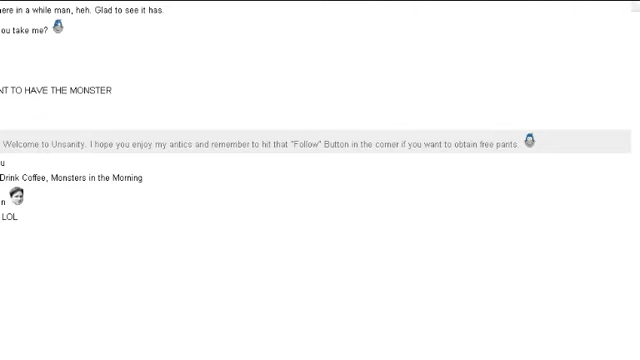 here in a while man, heh. Glad to see it has.
ou take me?
NT TO HAVE THE MONSTER
Welcome to Unsanity. I hope you enjoy my antics and remember to hit that "Follow" Button in the corner if you want to obtain free pants.
u
Drink Coffee, Monsters in the Morning
n
LOL